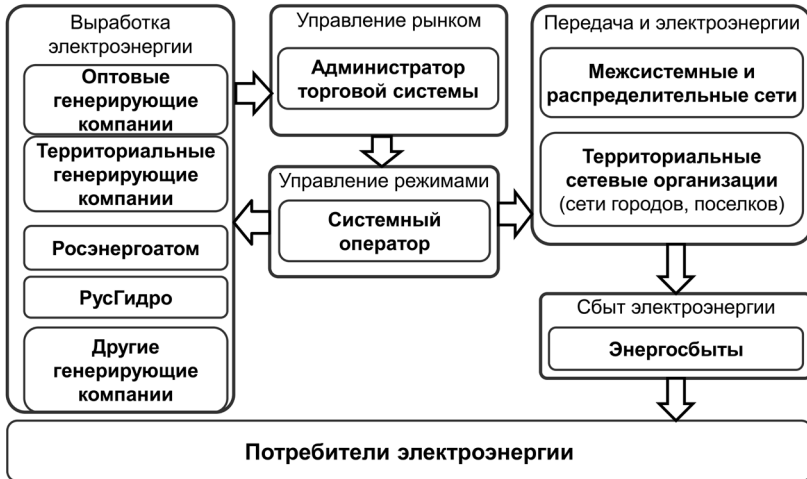 Выработка
электроэнергии
Оптовые
генерирующие
компании
Территориальные
генерирующие
компании
Росэнергоатом
РусГидро
Другие
генерирующие
компании
Управление рынком
Администратор
торговой системы
Управление режимами
Системный
оператор
Передача и электроэнергии
Межсистемные и
распределительные сети
Территориальные
сетевые организации
(сети городов, поселков)
Сбыт электроэнергии
Энергосбыты
Потребители электроэнергии